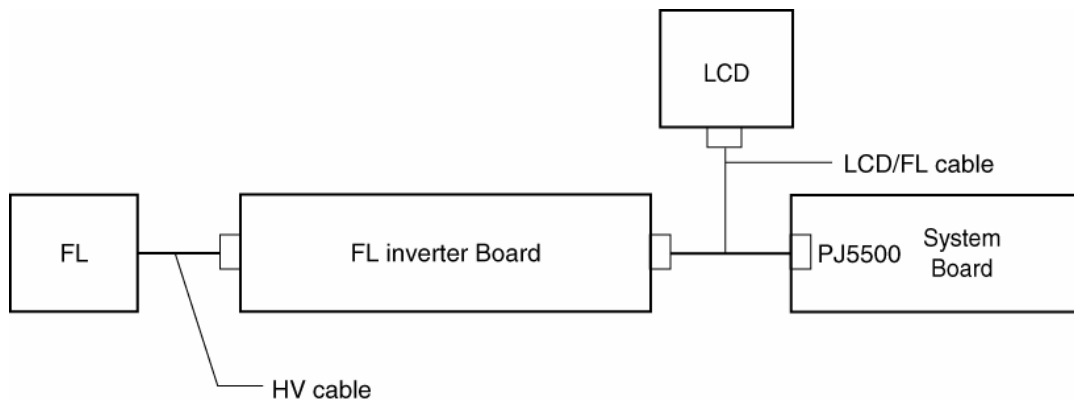 LCD
LCD/FL cable
FL
FL inverter Board
PJ5500
System
Board
HV cable